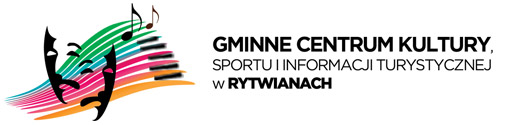 GMINNE CENTRUM KULTURY,
SPORTU I INFORMACJI TURYSTYCZNEJ
w RYTWIANACH